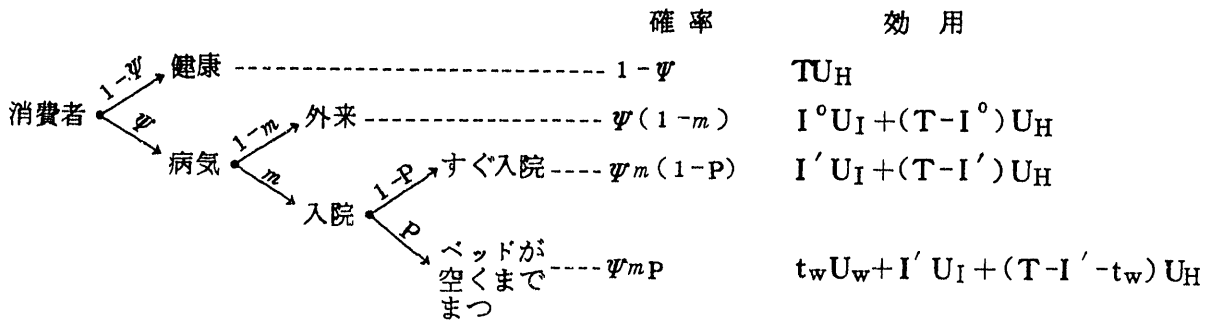 確率 効用
1-Ψ 健康 1-Ψ TU_H
消費者
Ψ 1-m 外来 Ψ(1-m) I°U_I+(T-I°)U_H
病気
m 1-P すぐ入院 Ψm(1-P) I′U_I+(T-I′)U_H
入院
P ベッドが
空くまで ΨmP t_wU_w+I′U_I+(T-I′-t_w)U_H
まつ